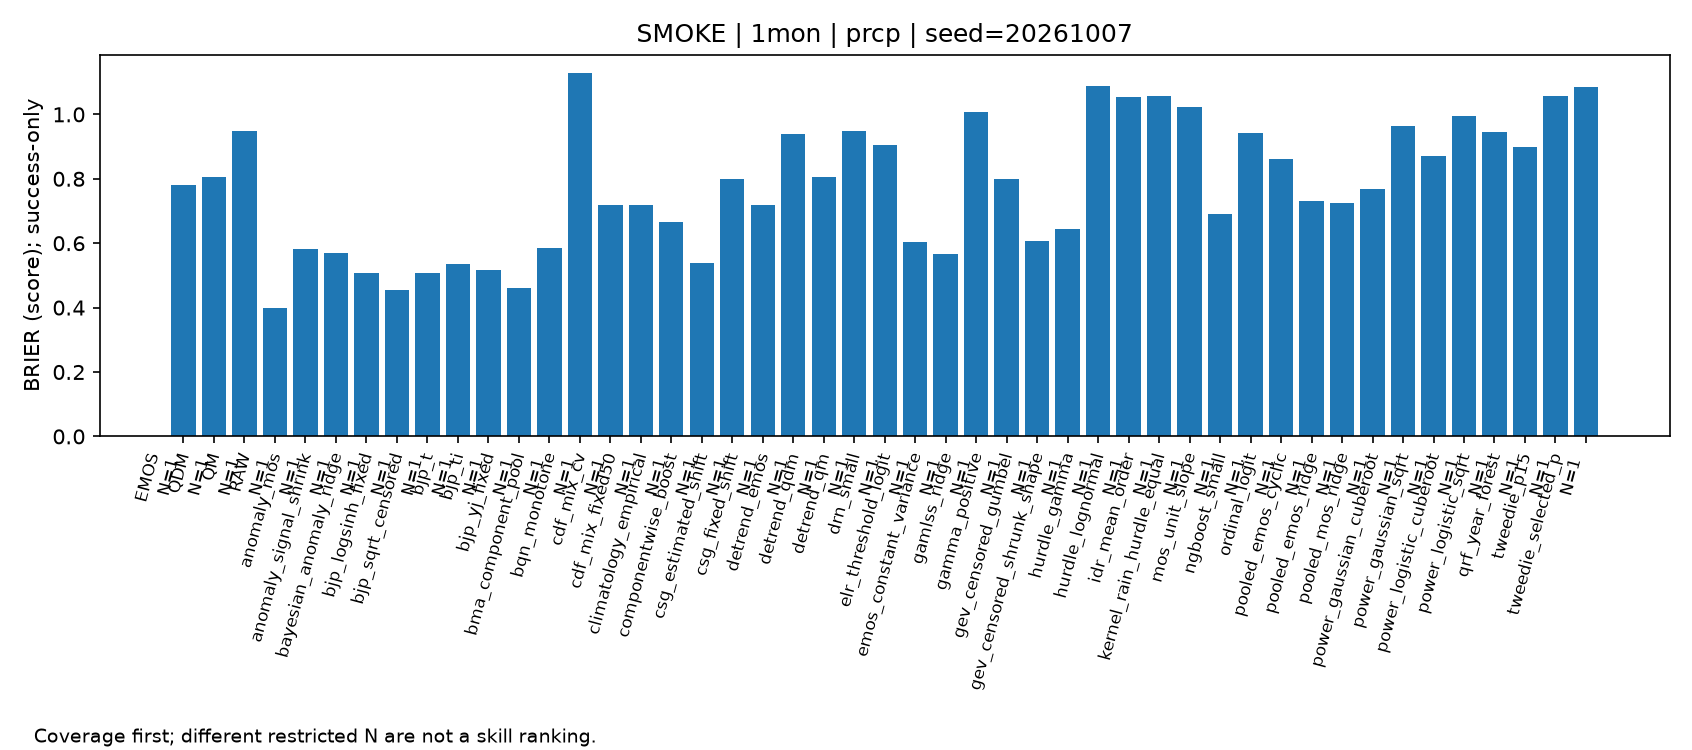 SMOKE | 1mon | prcp | seed=20261007
BRIER (score); success-only
1.0
0.8
0.6
0.4
0.2
0.0
EMOS
N=1
QDM
N=1
QM
N=1
RAW
N=1
anomaly_mos
N=1
anomaly_signal_shrink
N=1
bayesian_anomaly_ridge
N=1
bjp_logsinh_fixed
N=1
bjp_sqrt_censored
N=1
bjp_t
N=1
bjp_ti
N=1
bjp_yj_fixed
N=1
bma_component_pool
N=1
bqn_monotone
N=1
cdf_mix_cv
N=1
cdf_mix_fixed50
N=1
climatology_empirical
N=1
componentwise_boost
N=1
csg_estimated_shift
N=1
csg_fixed_shift
N=1
detrend_emos
N=1
detrend_qdm
N=1
detrend_qm
N=1
drn_small
N=1
elr_threshold_logit
N=1
emos_constant_variance
N=1
gamlss_ridge
N=1
gamma_positive
N=1
gev_censored_gumbel
N=1
gev_censored_shrunk_shape
N=1
hurdle_gamma
N=1
hurdle_lognormal
N=1
idr_mean_order
N=1
kernel_rain_hurdle_equal
N=1
mos_unit_slope
N=1
ngboost_small
N=1
ordinal_logit
N=1
pooled_emos_cyclic
N=1
pooled_emos_ridge
N=1
pooled_mos_ridge
N=1
power_gaussian_cuberoot
N=1
power_gaussian_sqrt
N=1
power_logistic_cuberoot
N=1
power_logistic_sqrt
N=1
qrf_year_forest
N=1
tweedie_p15
N=1
tweedie_selected_p
N=1
Coverage first; different restricted N are not a skill ranking.